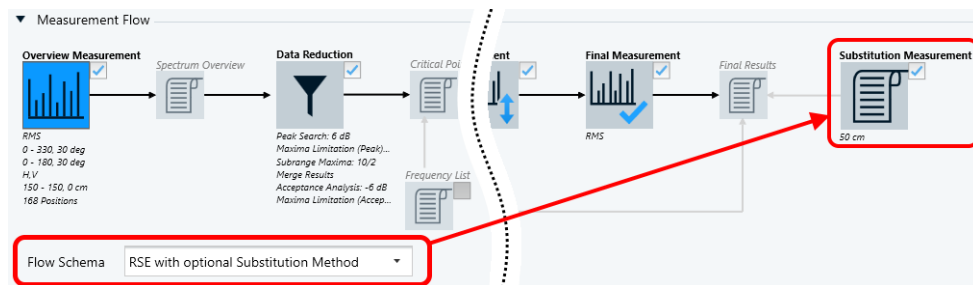 Measurement Flow
Overview Measurement
Spectrum Overview
Data Reduction
Final Measurement
Final Results
Substitution Measurement
RMS
0 - 330, 30 deg
0 - 180, 30 deg
H,V
150 - 150, 0 cm
168 Positions
Peak Search: 6 dB
Maxima Limitation (Peak)...
Subrange Maxima: 10/2
Merge Results
Acceptance Analysis: -6 dB
Maxima Limitation (Accep...
Critical Poi
Frequency List
ent
RMS
50 cm
Flow Schema
RSE with optional Substitution Method